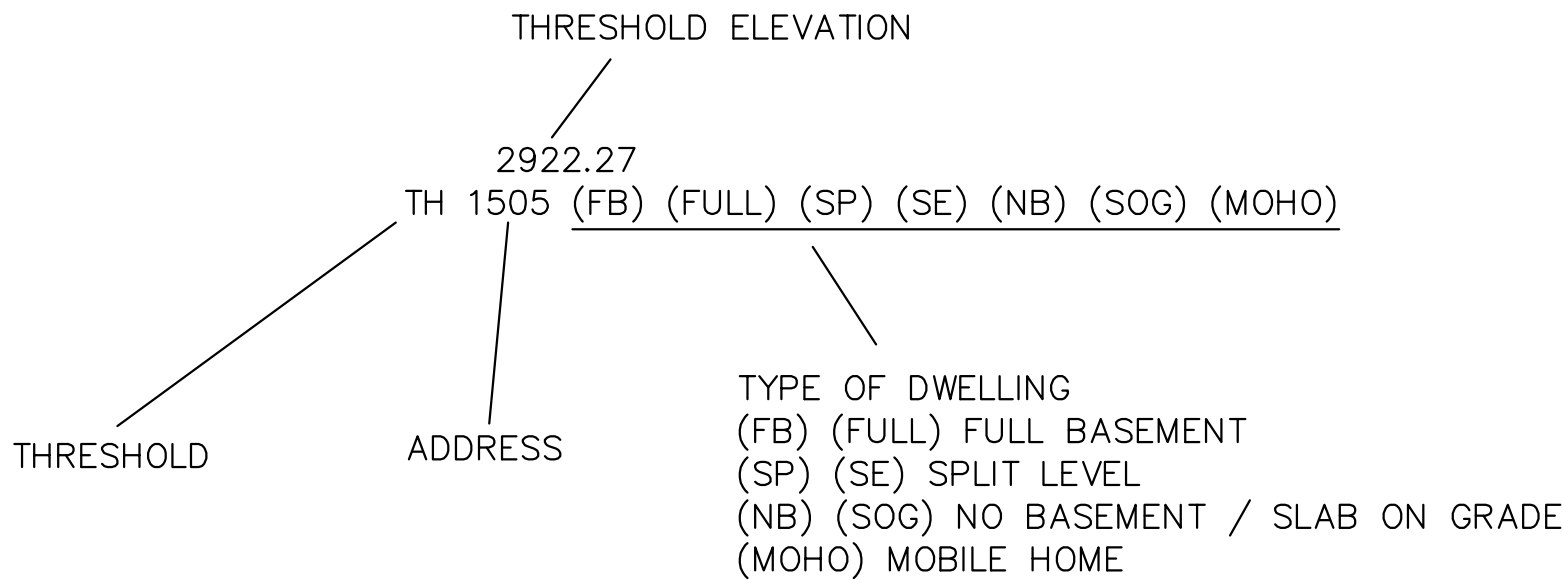 THRESHOLD ELEVATION
2922.27
TH 1505 (FB) (FULL) (SP) (SE) (NB) (SOG) (MOHO)
THRESHOLD
ADDRESS
TYPE OF DWELLING
(FB) (FULL) FULL BASEMENT
(SP) (SE) SPLIT LEVEL
(NB) (SOG) NO BASEMENT / SLAB ON GRADE
(MOHO) MOBILE HOME